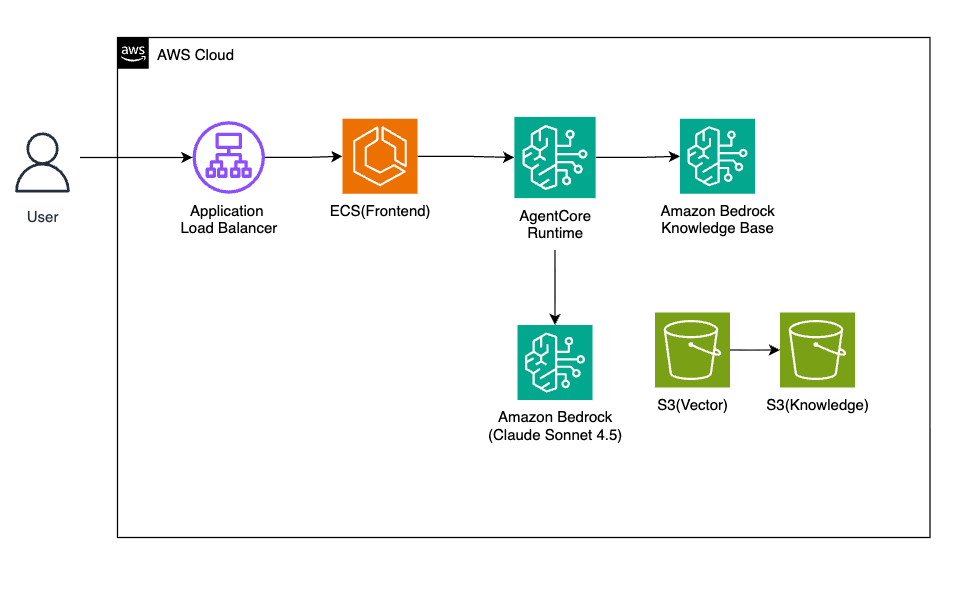 aws
AWS Cloud
User
Application
Load Balancer
ECS(Frontend)
AgentCore
Runtime
Amazon Bedrock
Knowledge Base
Amazon Bedrock
(Claude Sonnet 4.5)
S3(Vector)
S3(Knowledge)